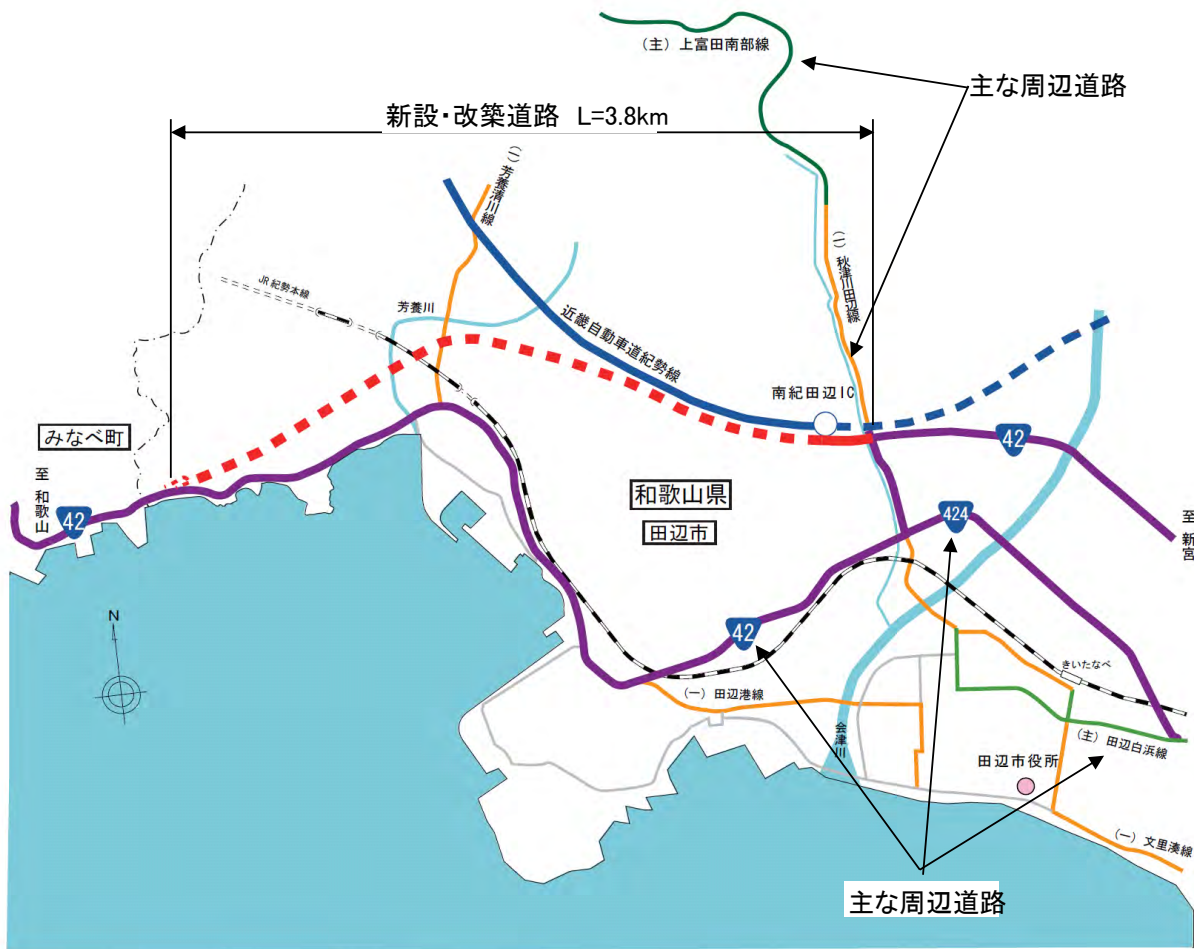 (主)上富田南部線
主な周辺道路
新設・改築道路 L=3.8km
(一)芳養清川線
JR紀勢本線
芳養川
近畿自動車道紀勢線
(一)秋津川田辺線
南紀田辺IC
みなべ町
至 和歌山
42
42
和歌山県
田辺市
424
至 新宮
N
42
きいたなべ
(一)田辺港線
会津川
(主)田辺白浜線
田辺市役所
(一)文里湊線
主な周辺道路